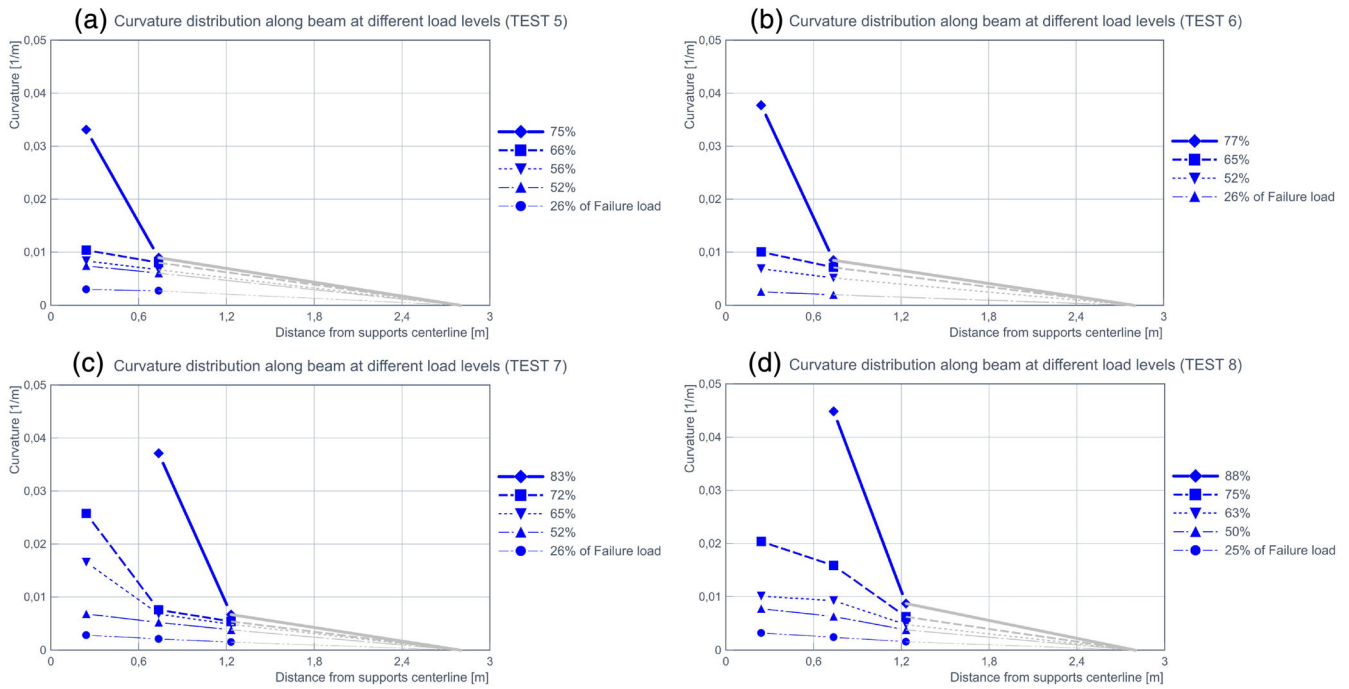 (a) Curvature distribution along beam at different load levels (TEST 5)
Curvature [1/m]
0,05
0,04
0,03
0,02
0,01
0
0 0,6 1,2 1,8 2,4 3
Distance from supports centerline [m]
75%
66%
56%
52%
26% of Failure load
(b) Curvature distribution along beam at different load levels (TEST 6)
Curvature [1/m]
0,05
0,04
0,03
0,02
0,01
0
0 0,6 1,2 1,8 2,4 3
Distance from supports centerline [m]
77%
65%
52%
26% of Failure load
(c) Curvature distribution along beam at different load levels (TEST 7)
Curvature [1/m]
0,05
0,04
0,03
0,02
0,01
0
0 0,6 1,2 1,8 2,4 3
Distance from supports centerline [m]
83%
72%
65%
52%
26% of Failure load
(d) Curvature distribution along beam at different load levels (TEST 8)
Curvature [1/m]
0,05
0,04
0,03
0,02
0,01
0
0 0,6 1,2 1,8 2,4 3
Distance from supports centerline [m]
88%
75%
63%
50%
25% of Failure load